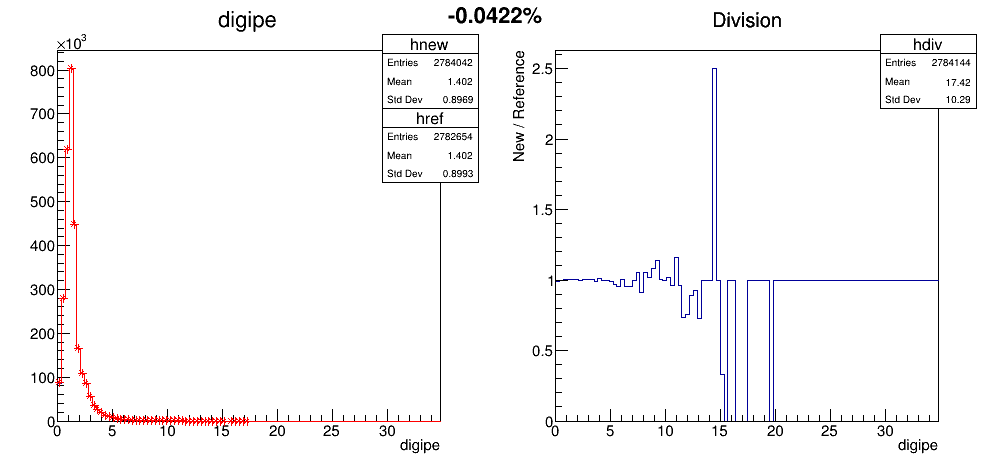 -0.0422%
digipe
×10³
800
700
600
500
400
300
200
100
0
0 5 10 15 20 25 30
digipe
hnew
Entries 2784042
Mean 1.402
Std Dev 0.8969
href
Entries 2782654
Mean 1.402
Std Dev 0.8993
Division
New / Reference
2.5
2
1.5
1
0.5
0
0 5 10 15 20 25 30
digipe
hdiv
Entries 2784144
Mean 17.42
Std Dev 10.29